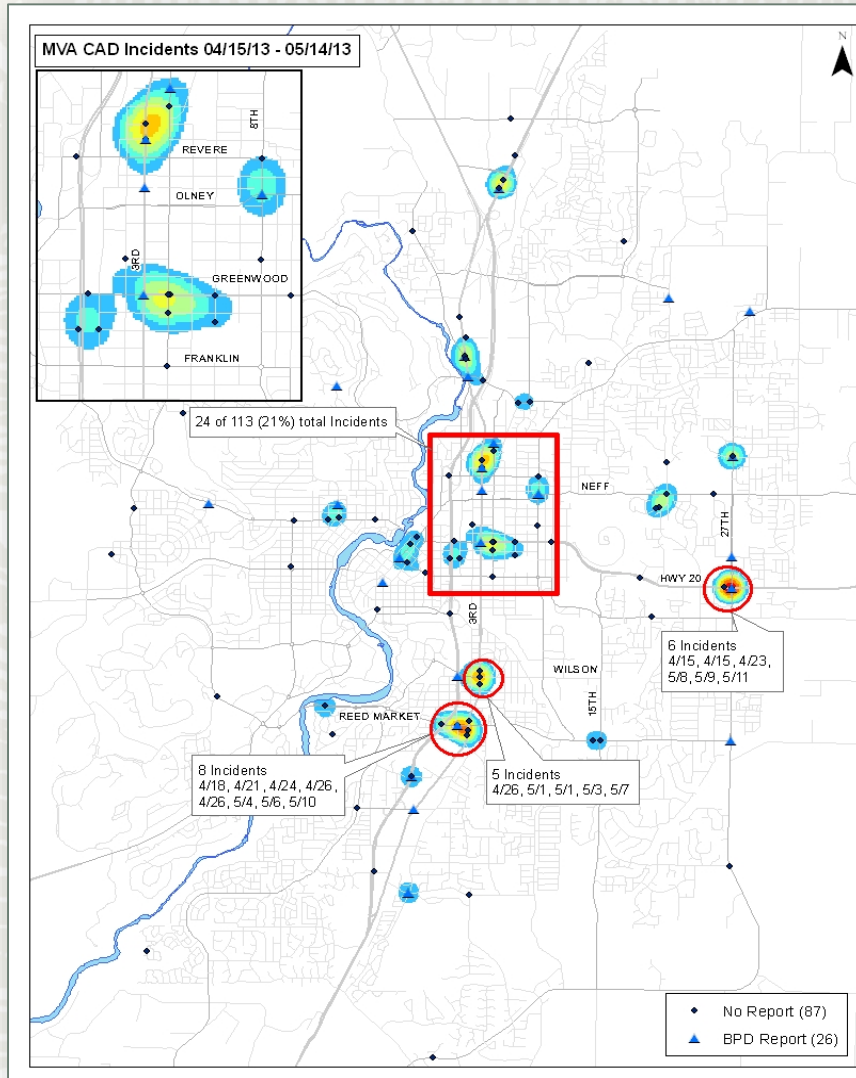 MVA CAD Incidents 04/15/13 - 05/14/13
N
8TH
REVERE
OLNEY
3RD
GREENWOOD
FRANKLIN
24 of 113 (21%) total Incidents
NEFF
27TH
HWY 20
3RD
6 Incidents
4/15, 4/15, 4/23,
5/8, 5/9, 5/11
WILSON
15TH
REED MARKET
8 Incidents
4/18, 4/21, 4/24, 4/26,
4/26, 5/4, 5/6, 5/10
5 Incidents
4/26, 5/1, 5/1, 5/3, 5/7
No Report (87)
BPD Report (26)